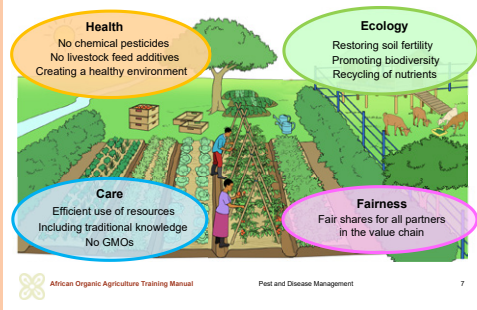 Health
No chemical pesticides
No livestock feed additives
Creating a healthy environment
Ecology
Restoring soil fertility
Promoting biodiversity
Recycling of nutrients
Care
Efficient use of resources
Including traditional knowledge
No GMOs
Fairness
Fair shares for all partners
in the value chain
African Organic Agriculture Training Manual
Pest and Disease Management
7